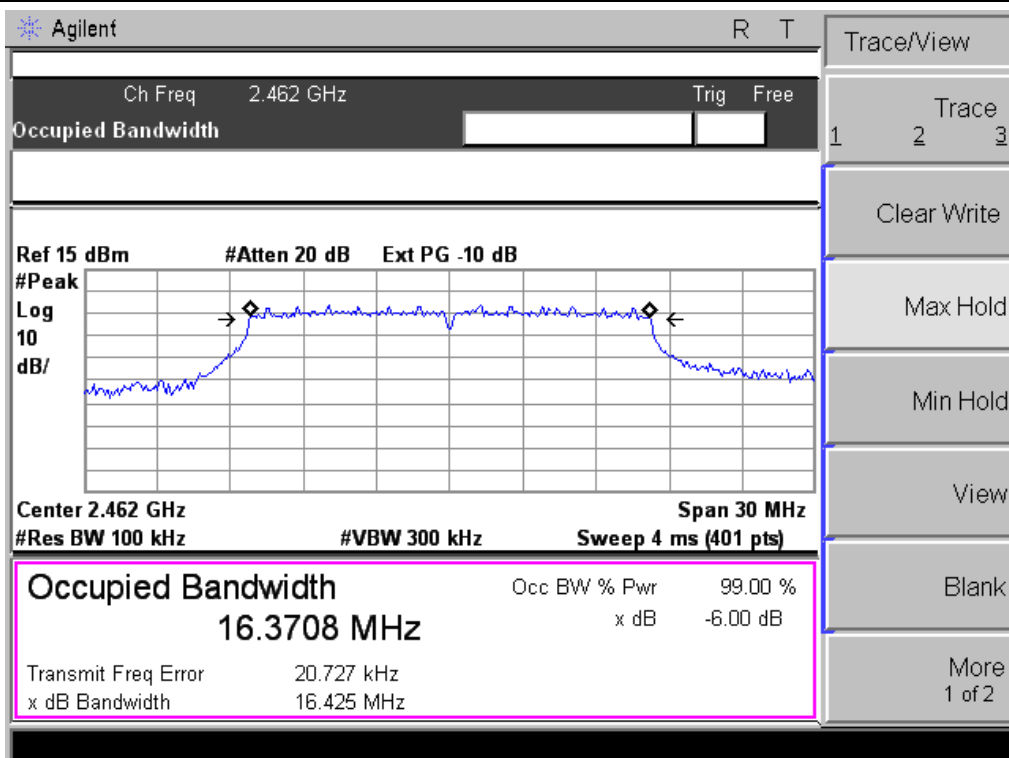 Agilent R T
Ch Freq 2.462 GHz Trig Free
Occupied Bandwidth
Ref 15 dBm #Atten 20 dB Ext PG -10 dB
#Peak
Log
10
dB/
Center 2.462 GHz Span 30 MHz
#Res BW 100 kHz #VBW 300 kHz Sweep 4 ms (401 pts)
Occupied Bandwidth Occ BW % Pwr 99.00 %
16.3708 MHz x dB -6.00 dB
Transmit Freq Error 20.727 kHz
x dB Bandwidth 16.425 MHz
Trace/View
Trace
1 2 3
Clear Write
Max Hold
Min Hold
View
Blank
More
1 of 2